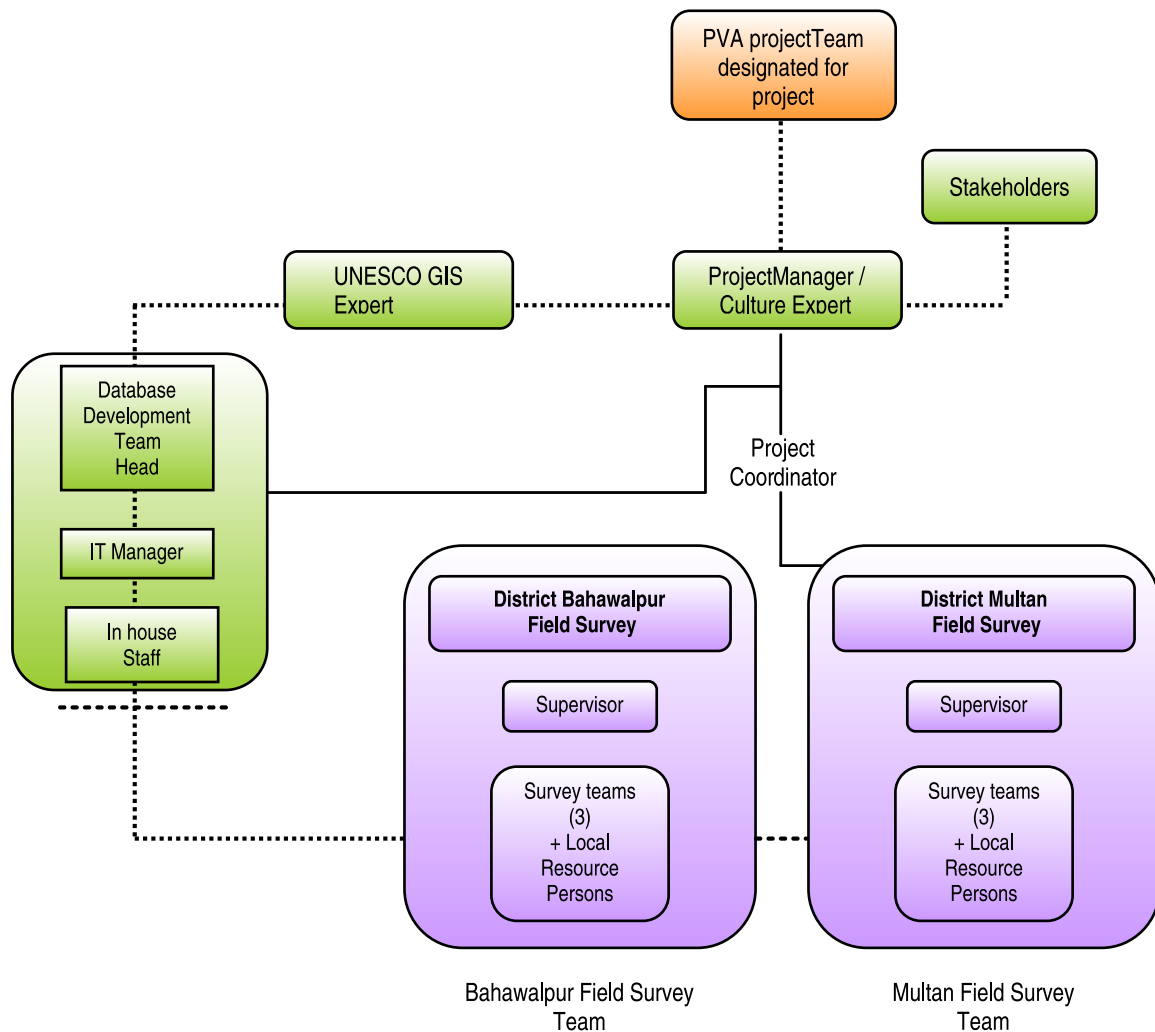 PVA projectTeam
designated for
project
Stakeholders
UNESCO GIS
Expert
ProjectManager /
Culture Expert
Database
Development
Team
Head
IT Manager
In house
Staff
Project
Coordinator
District Bahawalpur
Field Survey
Supervisor
Survey teams
(3)
+ Local
Resource
Persons
District Multan
Field Survey
Supervisor
Survey teams
(3)
+ Local
Resource
Persons
Bahawalpur Field Survey
Team
Multan Field Survey
Team